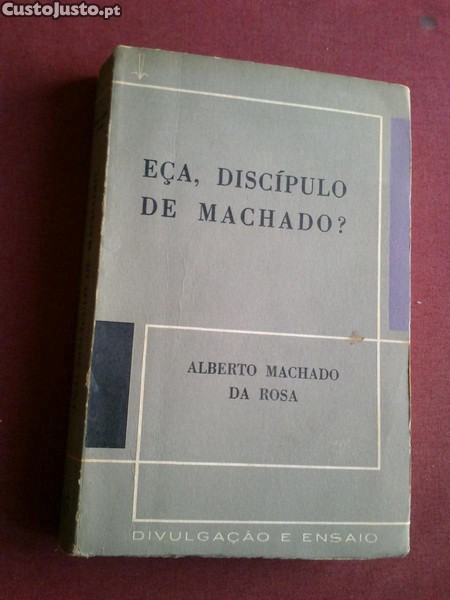 CustoJusto.pt
EÇA, DISCÍPULO
DE MACHADO?
ALBERTO MACHADO
DA ROSA
DIVULGAÇÃO E ENSAIO